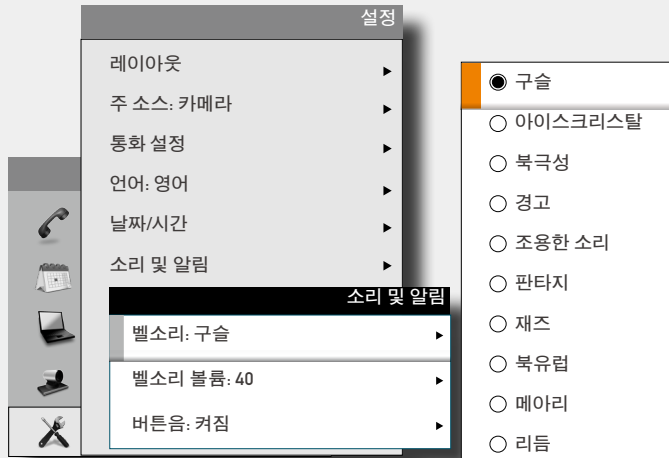 설정
레이아웃
주 소스: 카메라
통화 설정
언어: 영어
날짜/시간
소리 및 알림
소리 및 알림
벨소리: 구슬
벨소리 볼륨: 40
버튼음: 켜짐
구슬
아이스크리스탈
북극성
경고
조용한 소리
판타지
재즈
북유럽
메아리
리듬